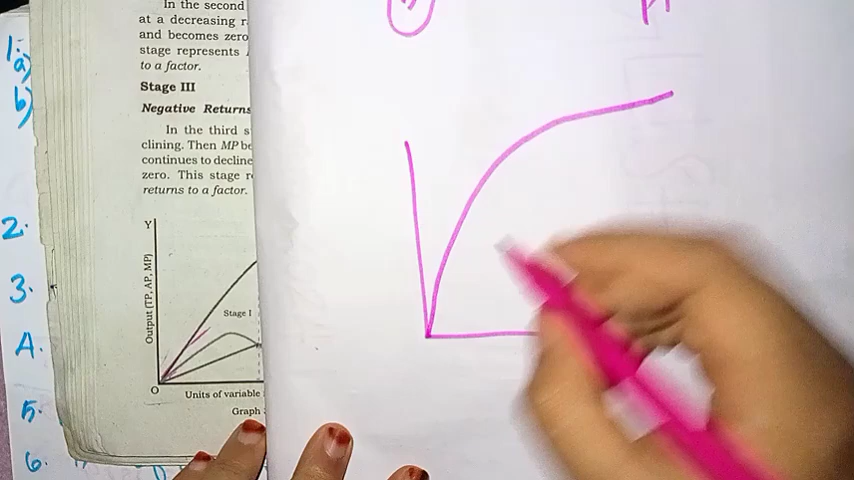 1.
a)
b)
2.
3.
A.
5.
6.
In the second
at a decreasing r
and becomes zero
stage represents
to a factor.
Stage III
Negative Returns
In the third s
clining. Then MP be
continues to decline
zero. This stage r
returns to a factor.
Y
Output (TP, AP, MP)
Stage I
O
Units of variable
Graph